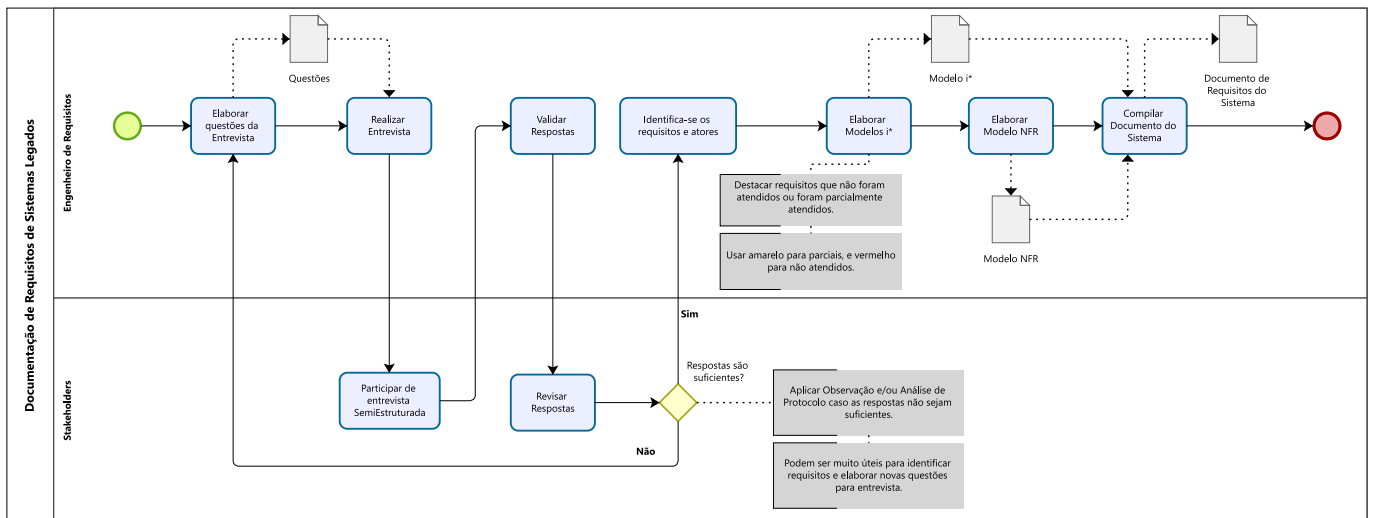 Documentação de Requisitos de Sistemas Legados
Engenheiro de Requisitos
Questões
Elaborar
questões da
Entrevista
Realizar
Entrevista
Validar
Respostas
Identifica-se os
requisitos e atores
Elaborar
Modelos i*
Modelo i*
Elaborar
Modelo NFR
Compilar
Documento do
Sistema
Documento de
Requisitos do
Sistema
Destacar requisitos que não foram
atendidos ou foram parcialmente
atendidos.
Usar amarelo para parciais, e vermelho
para não atendidos.
Modelo NFR
Stakeholders
Participar de
entrevista
SemiEstruturada
Revisar
Respostas
Sim
Respostas são
suficientes?
Não
Aplicar Observação e/ou Análise de
Protocolo caso as respostas não sejam
suficientes.
Podem ser muito úteis para identificar
requisitos e elaborar novas questões
para entrevista.